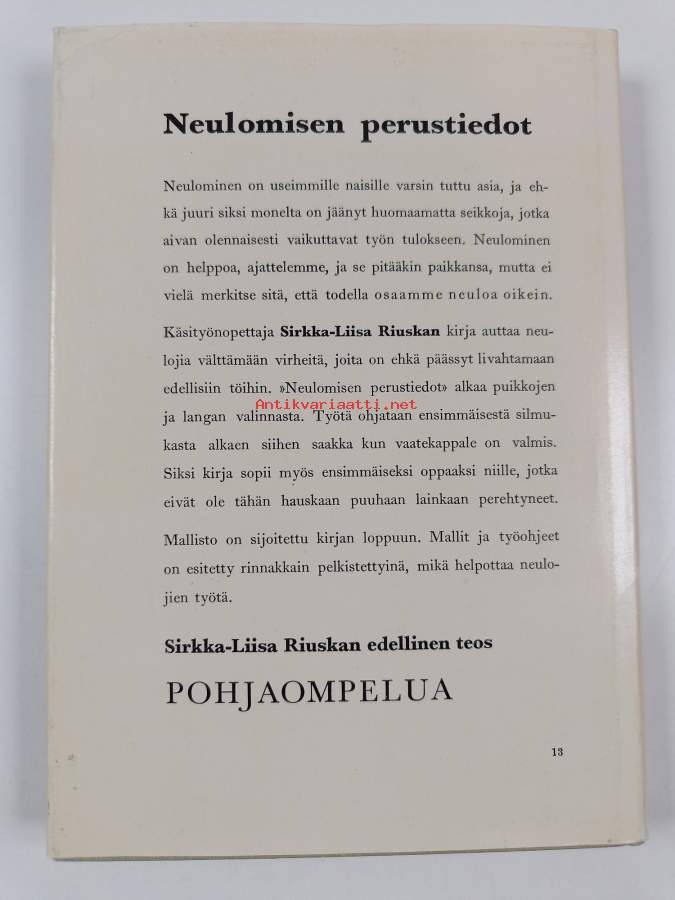 Neulomisen perustiedot
Neulominen on useimmille naisille varsin tuttu asia, ja eh-
kä juuri siksi monelta on jäänyt huomaamatta seikkoja, jotka
aivan olennaisesti vaikuttavat työn tulokseen. Neulominen
on helppoa, ajattelemme, ja se pitääkin paikkansa, mutta ei
vielä merkitse sitä, että todella osaamme neuloa oikein.
Käsityönopettaja Sirkka-Liisa Riuskan kirja auttaa neu-
lojia välttämään virheitä, joita on ehkä päässyt livahtamaan
edellisiin töihin. »Neulomisen perustiedot» alkaa puikkojen
Antikvariaatti.net
ja langan valinnasta. Työtä ohjataan ensimmäisestä silmu-
kasta alkaen siihen saakka kun vaatekappale on valmis.
Siksi kirja sopii myös ensimmäiseksi oppaaksi niille, jotka
eivät ole tähän hauskaan puuhaan lainkaan perehtyneet.
Mallisto on sijoitettu kirjan loppuun. Mallit ja työohjeet
on esitetty rinnakkain pelkistettyinä, mikä helpottaa neulo-
jien työtä.
Sirkka-Liisa Riuskan edellinen teos
POHJAOMPELUA
13